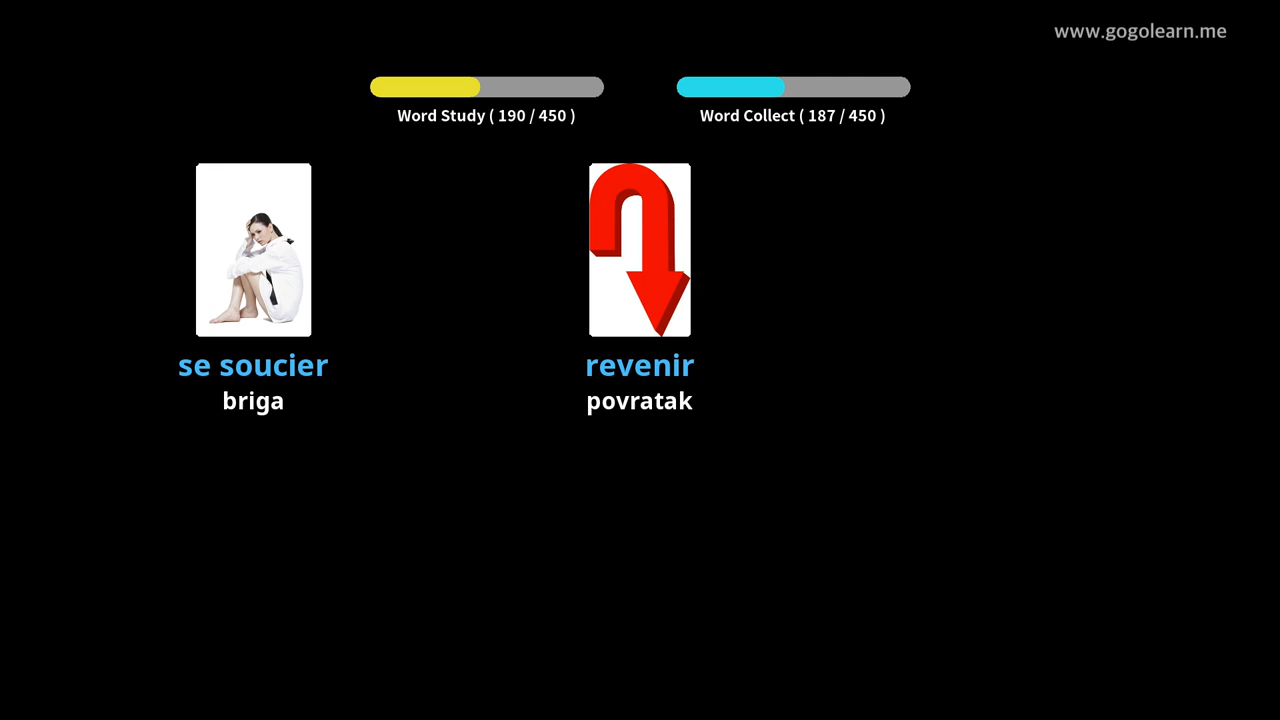 www.gogolearn.me
Word Study ( 190 / 450 )
Word Collect ( 187 / 450 )
se soucier
briga
revenir
povratak